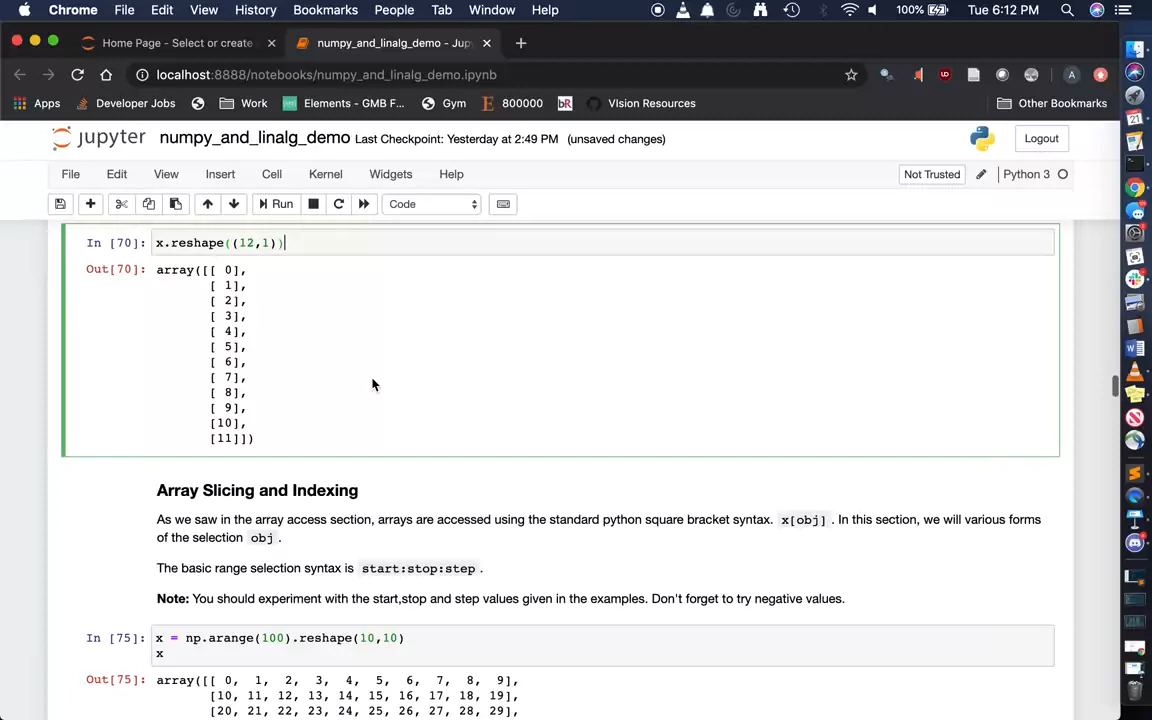 Chrome File Edit View History Bookmarks People Tab Window Help 100% Tue 6:12 PM
Home Page - Select or create numpy_and_linalg_demo - Jup
localhost:8888/notebooks/numpy_and_linalg_demo.ipynb
Apps Developer Jobs Work Elements - GMB F... Gym 800000 bR VIsion Resources Other Bookmarks
jupyter numpy_and_linalg_demo Last Checkpoint: Yesterday at 2:49 PM (unsaved changes) Logout
File Edit View Insert Cell Kernel Widgets Help Not Trusted Python 3
Run Code
In [70]: x.reshape((12,1))
Out[70]: array([[ 0],
[ 1],
[ 2],
[ 3],
[ 4],
[ 5],
[ 6],
[ 7],
[ 8],
[ 9],
[10],
[11]])
Array Slicing and Indexing
As we saw in the array access section, arrays are accessed using the standard python square bracket syntax. x[obj] . In this section, we will various forms
of the selection obj .
The basic range selection syntax is start:stop:step .
Note: You should experiment with the start,stop and step values given in the examples. Don't forget to try negative values.
In [75]: x = np.arange(100).reshape(10,10)
x
Out[75]: array([[ 0, 1, 2, 3, 4, 5, 6, 7, 8, 9],
[10, 11, 12, 13, 14, 15, 16, 17, 18, 19],
[20, 21, 22, 23, 24, 25, 26, 27, 28, 29],